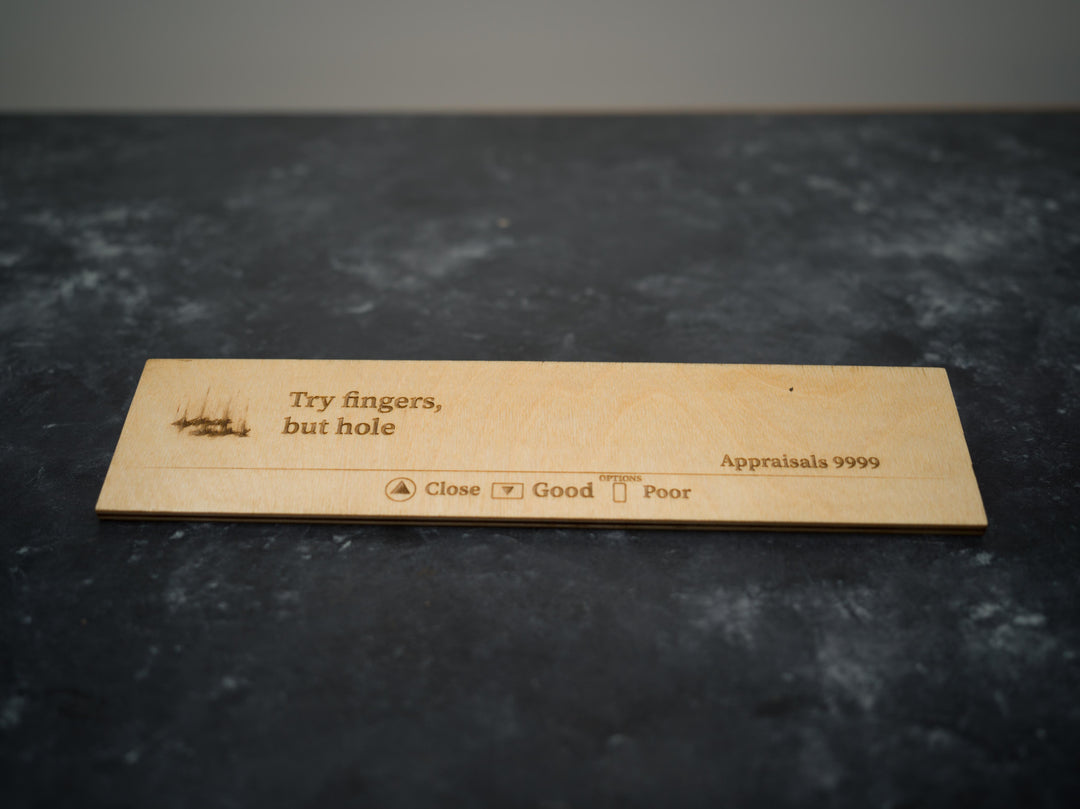 Try fingers,
but hole
Appraisals 9999
Close Good OPTIONS Poor